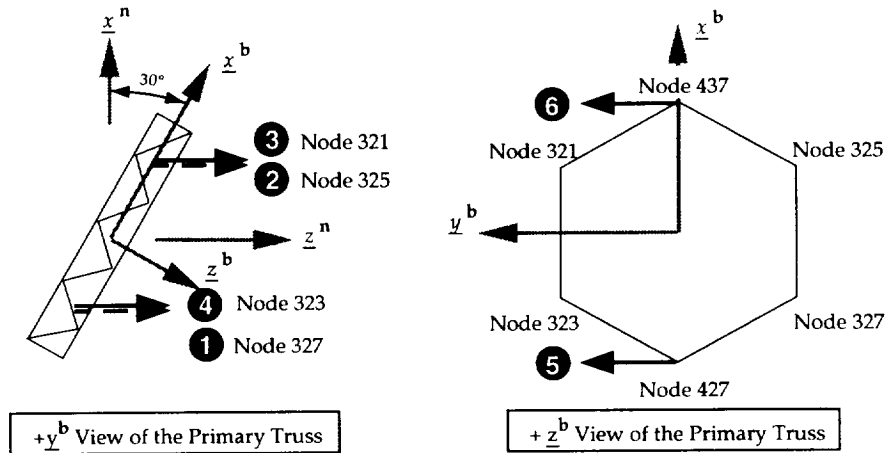 x n
x b
30°
3 Node 321
2 Node 325
z n
z b
4 Node 323
1 Node 327
+y b View of the Primary Truss
x b
Node 437
6
321
Node 325
y b
Node 323
Node 327
5
Node 427
+ z b View of the Primary Truss